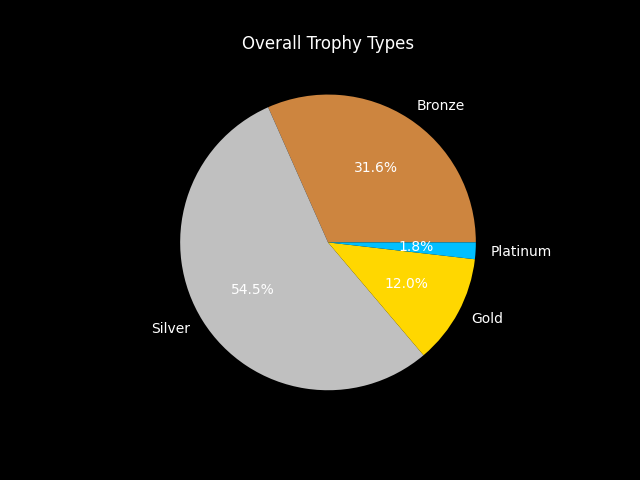 Overall Trophy Types
Bronze
31.6%
1.8%
Platinum
12.0%
54.5%
Gold
Silver